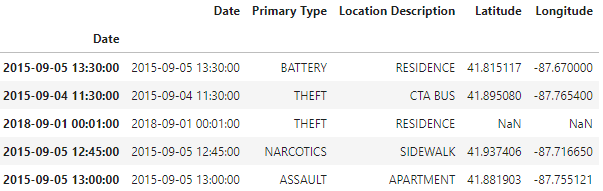 Date Primary Type Location Description Latitude Longitude
Date
2015-09-05 13:30:00 2015-09-05 13:30:00 BATTERY RESIDENCE 41.815117 -87.670000
2015-09-04 11:30:00 2015-09-04 11:30:00 THEFT CTA BUS 41.895080 -87.765400
2018-09-01 00:01:00 2018-09-01 00:01:00 THEFT RESIDENCE NaN NaN
2015-09-05 12:45:00 2015-09-05 12:45:00 NARCOTICS SIDEWALK 41.937406 -87.716650
2015-09-05 13:00:00 2015-09-05 13:00:00 ASSAULT APARTMENT 41.881903 -87.755121